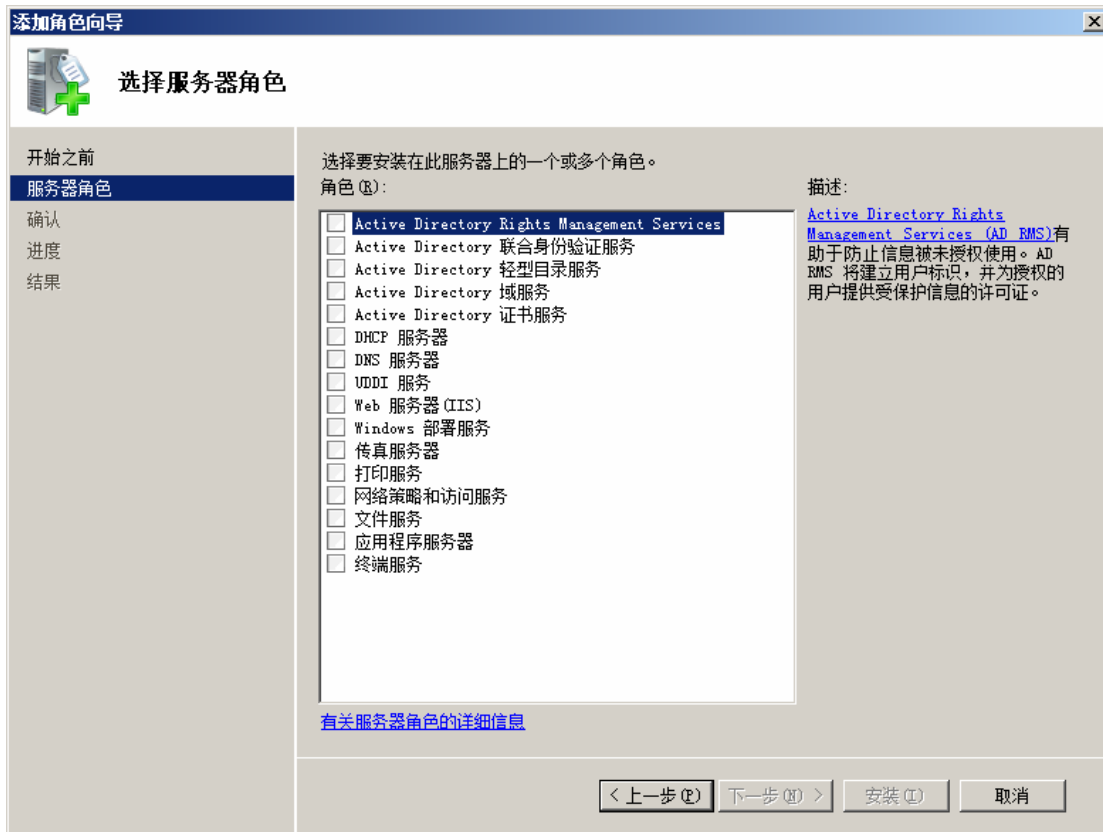 添加角色向导
选择服务器角色
开始之前
服务器角色
确认
进度
结果
选择要安装在此服务器上的一个或多个角色。
角色(R):
Active Directory Rights Management Services
Active Directory 联合身份验证服务
Active Directory 轻型目录服务
Active Directory 域服务
Active Directory 证书服务
DHCP 服务器
DNS 服务器
UDDI 服务
Web 服务器(IIS)
Windows 部署服务
传真服务器
打印服务
网络策略和访问服务
文件服务
应用程序服务器
终端服务
有关服务器角色的详细信息
描述:
Active Directory Rights
Management Services (AD RMS)有
助于防止信息被未授权使用。AD
RMS 将建立用户标识，并为授权的
用户提供受保护信息的许可证。
< 上一步(P)
下一步(N) >
安装(I)
取消